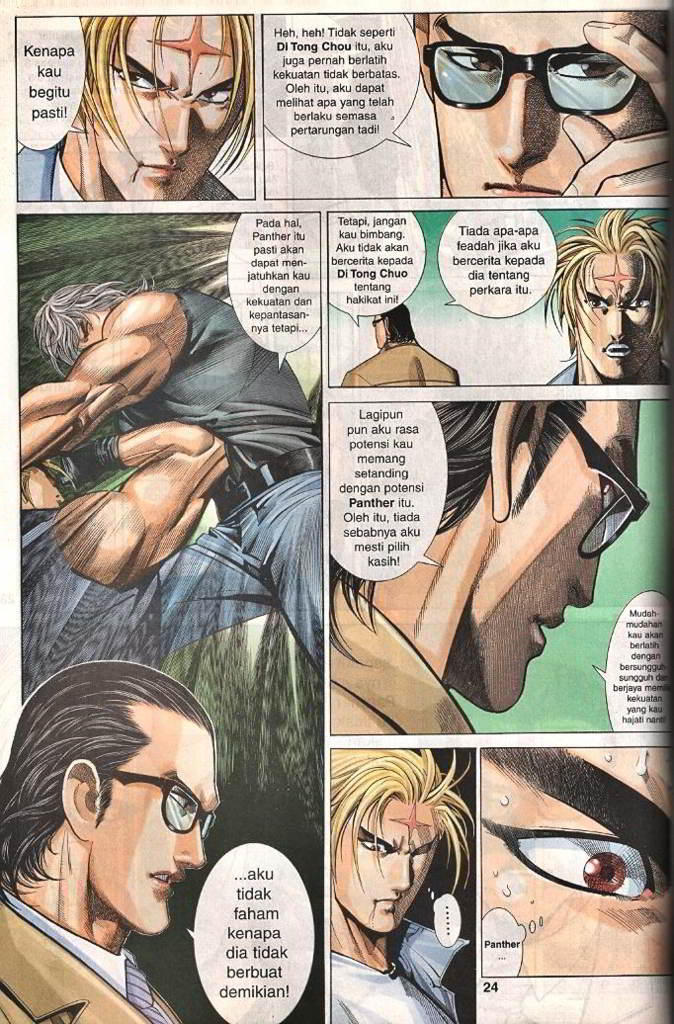 Kenapa
kau
begitu
pasti!
Heh, heh! Tidak seperti
Di Tong Chou itu, aku
juga pernah berlatih
kekuatan tidak berbatas.
Oleh itu, aku dapat
melihat apa yang telah
berlaku semasa
pertarungan tadi!
Pada hal,
Panther itu
pasti akan
dapat men-
jatuhkan kau
dengan
kekuatan dan
kepantasan-
nya tetapi...
Tetapi, jangan
kau bimbang.
Aku tidak akan
bercerita kepada
Di Tong Chuo
tentang
hakikat ini!
Tiada apa-apa
feadah jika aku
bercerita kepada
dia tentang
perkara itu.
Lagipun
pun aku rasa
potensi kau
memang
setanding
dengan potensi
Panther itu.
Oleh itu, tiada
sebabnya aku
mesti pilih
kasih!
Mudah-
mudahan
kau akan
berlatih
dengan
bersungguh-
sungguh dan
berjaya
kekuatan
yang kau
hajati nanti!
...aku
tidak
faham
kenapa
dia tidak
berbuat
demikian!
......
Panther
...
24